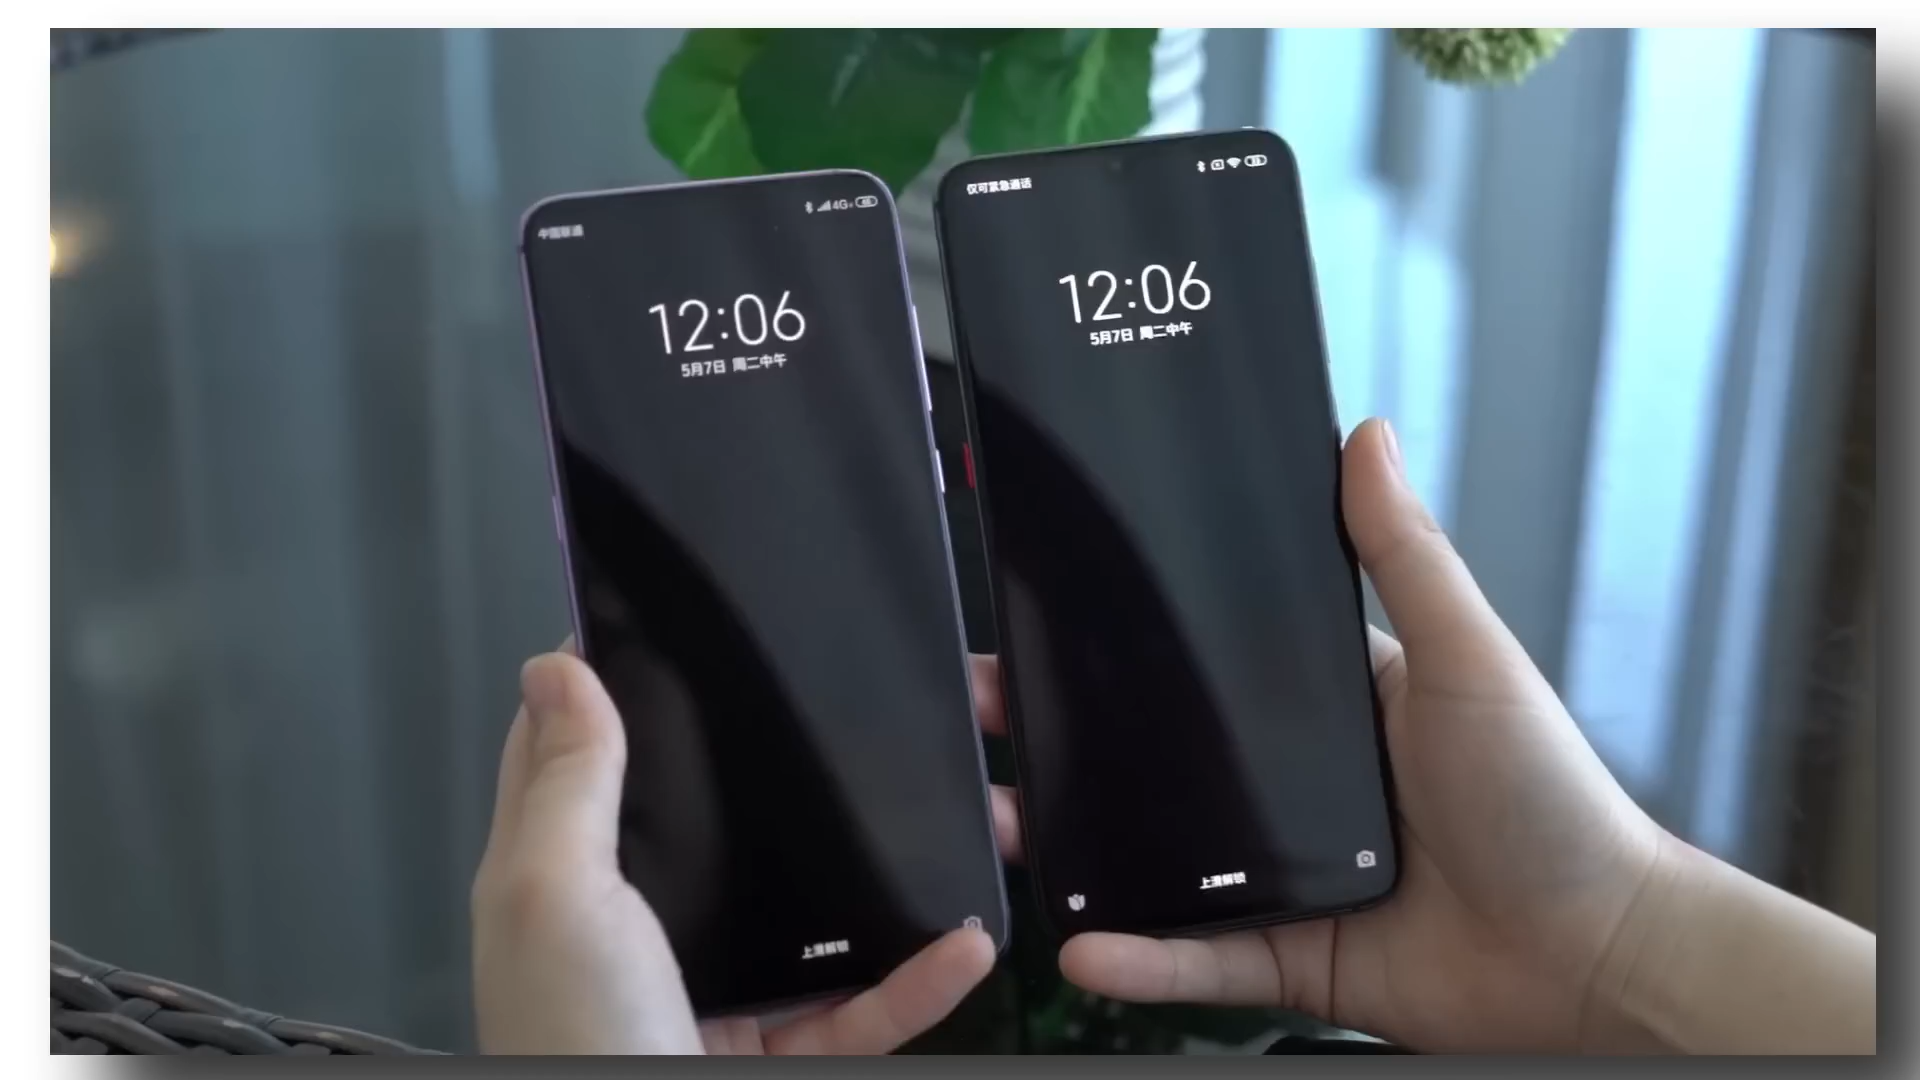 中国联通
4G
12:06
5月7日 周二中午
上滑解锁
仅可紧急通话
12:06
5月7日 周二中午
上滑解锁